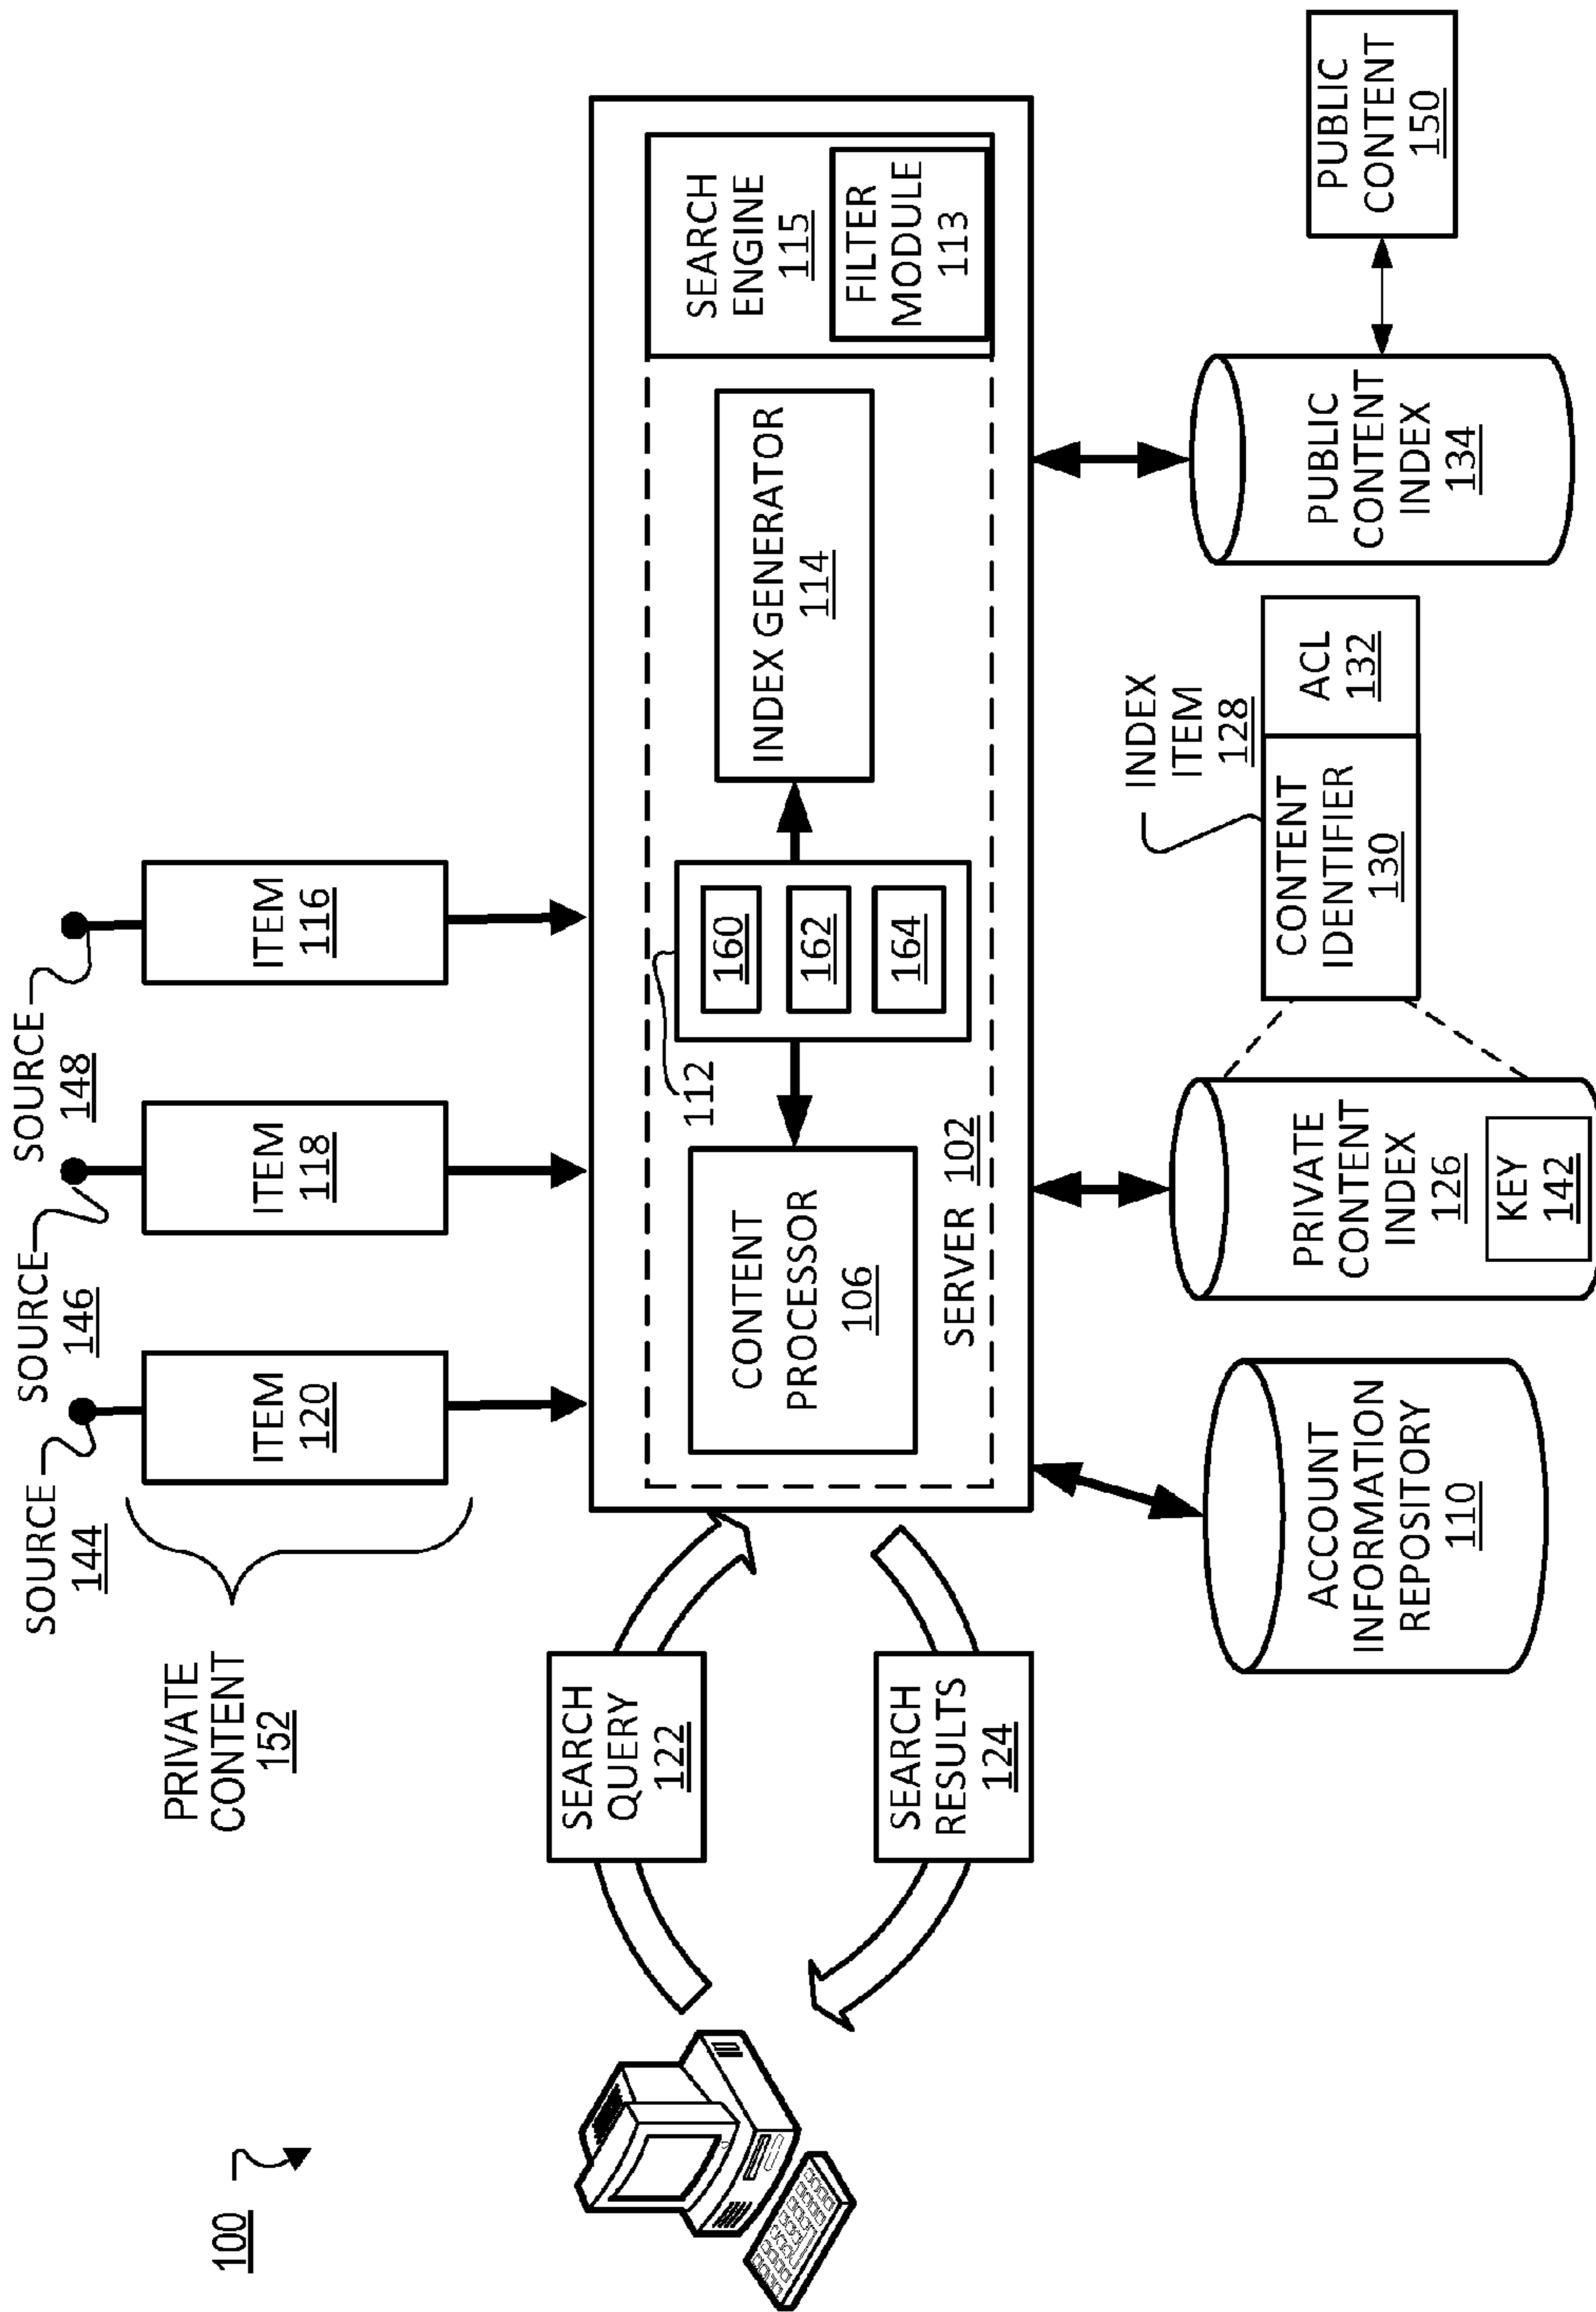 100
PRIVATE
CONTENT
152
SOURCE
144
SOURCE
146
SOURCE
148
ITEM
120
ITEM
118
ITEM
116
SEARCH
QUERY
122
SEARCH
RESULTS
124
CONTENT
PROCESSOR
106
SERVER 102
112
160
162
164
INDEX GENERATOR
114
SEARCH
ENGINE
115
FILTER
MODULE
113
ACCOUNT
INFORMATION
REPOSITORY
110
PRIVATE
CONTENT
INDEX
126
KEY
142
INDEX
ITEM
128
CONTENT
IDENTIFIER
130
ACL
132
PUBLIC
CONTENT
INDEX
134
PUBLIC
CONTENT
150